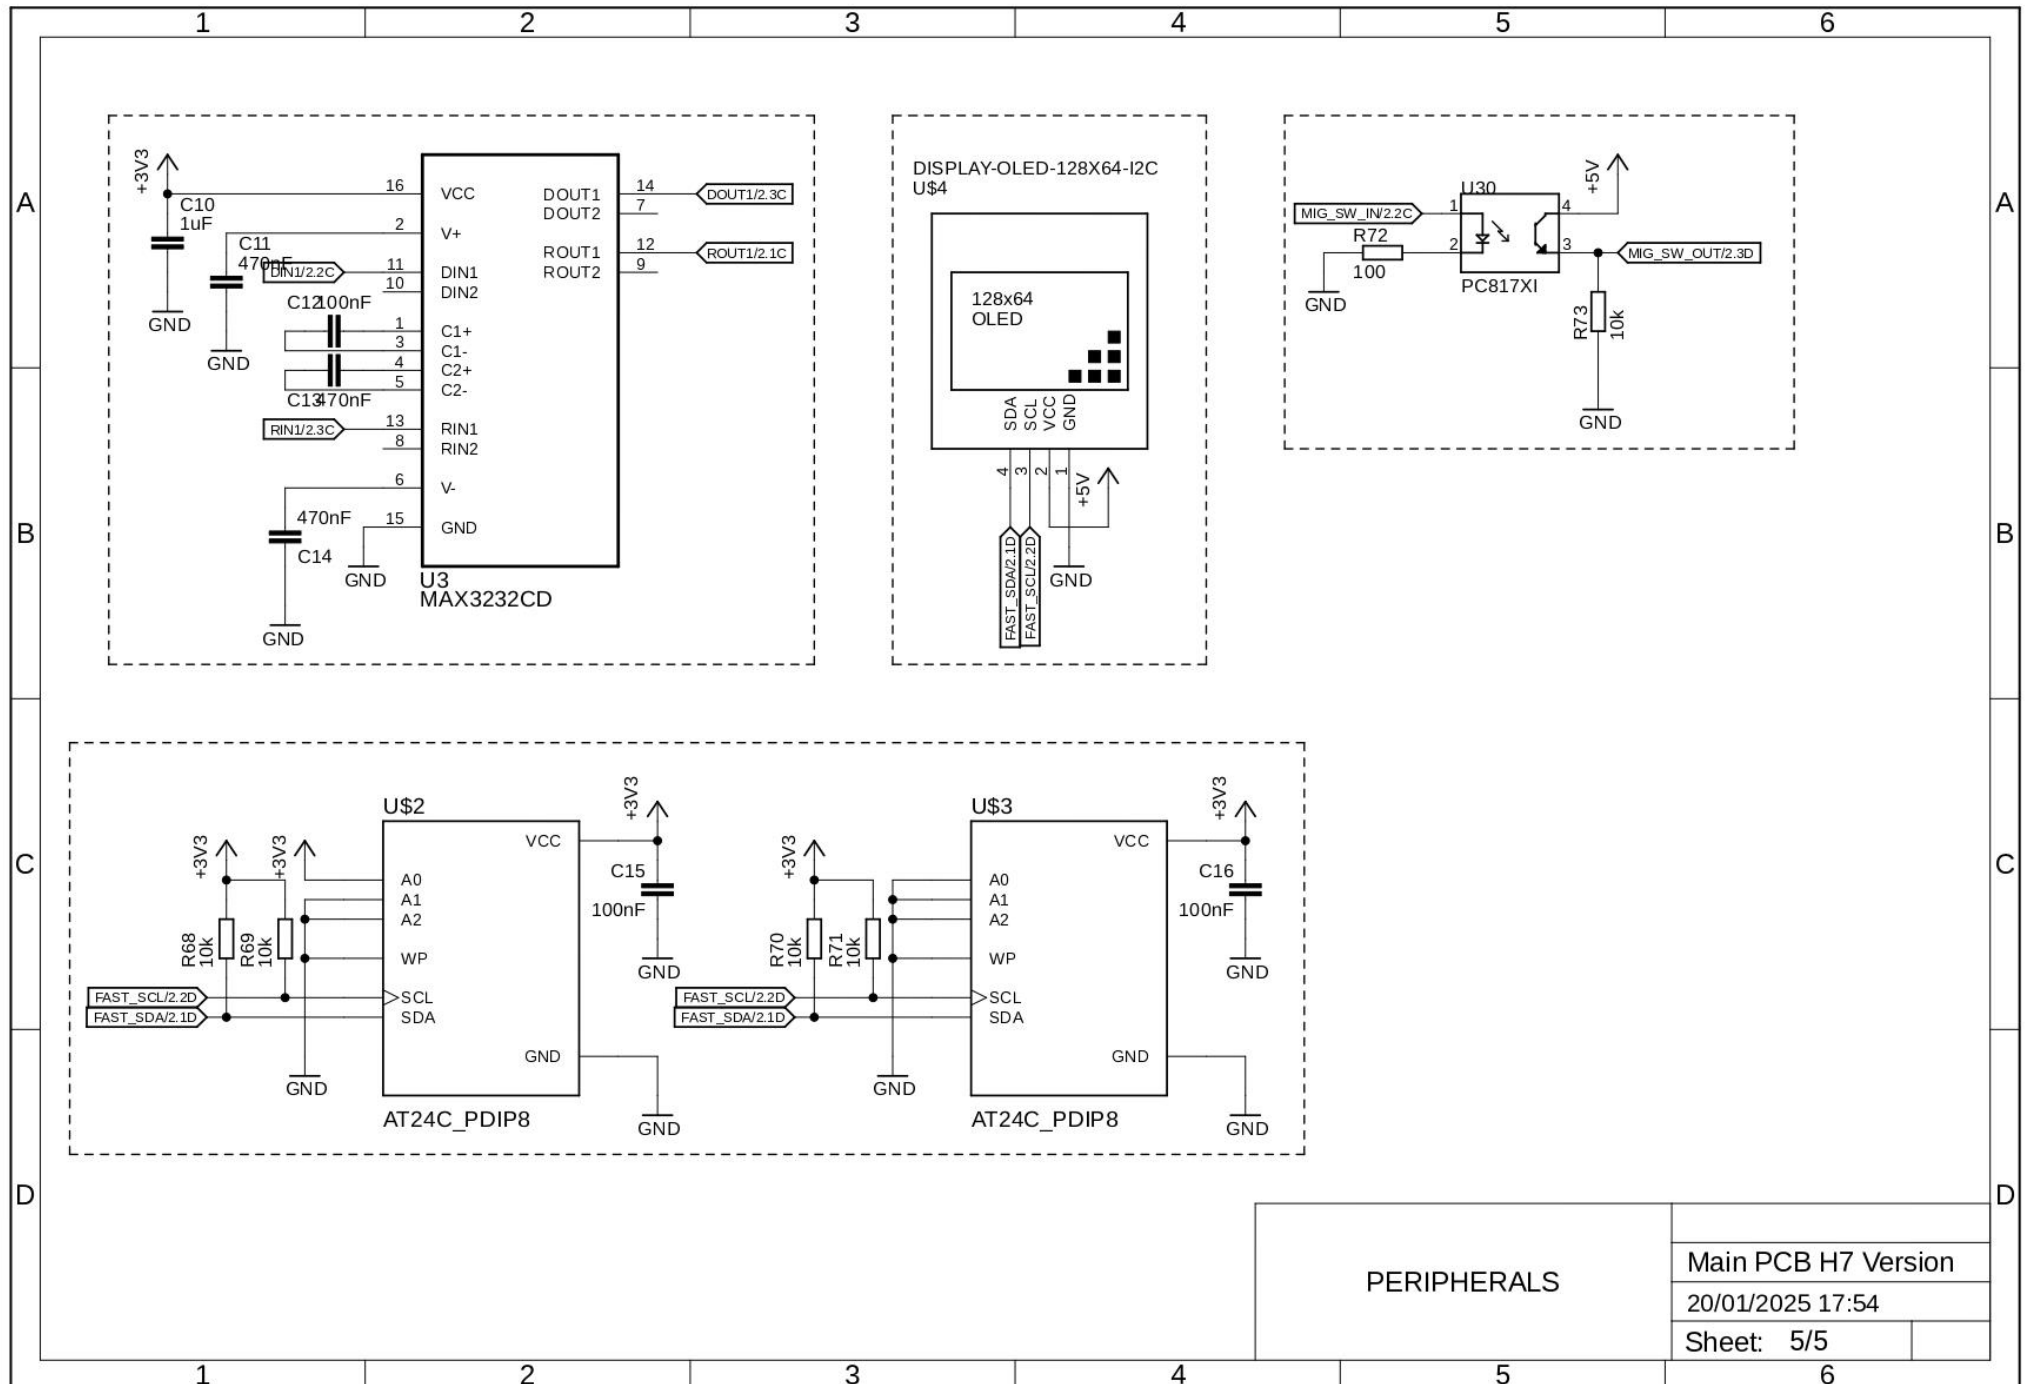 1 2 3 4 5 6
A
A
B
B
C
C
D
D
+3V3
C10
1uF
C11
470nF
DIN1/2.2C
C12
100nF
C13
470nF
RIN1/2.3C
470nF
C14
GND
GND
GND
GND
16 VCC
2 V+
11 DIN1
10 DIN2
1 C1+
3 C1-
4 C2+
5 C2-
13 RIN1
8 RIN2
6 V-
15 GND
DOUT1 14 DOUT1/2.3C
DOUT2 7
ROUT1 12 ROUT1/2.1C
ROUT2 9
U3
MAX3232CD
DISPLAY-OLED-128X64-I2C
U$4
128x64
OLED
SDA
SCL
VCC
GND
4
3
2
1
+5V
FAST_SDA/2.1D
FAST_SCL/2.2D
GND
U30
+5V
MIG_SW_IN/2.2C
1
4
R72
2
3
100
MIG_SW_OUT/2.3D
PC817XI
GND
R73
10k
GND
U$2
+3V3
+3V3
+3V3
VCC
A0
A1
A2
WP
SCL
SDA
GND
C15
100nF
GND
R68
10k
R69
10k
FAST_SCL/2.2D
FAST_SDA/2.1D
GND
GND
AT24C_PDIP8
U$3
+3V3
+3V3
VCC
A0
A1
A2
WP
SCL
SDA
GND
C16
100nF
GND
R70
10k
R71
10k
FAST_SCL/2.2D
FAST_SDA/2.1D
GND
GND
AT24C_PDIP8
PERIPHERALS
Main PCB H7 Version
20/01/2025 17:54
Sheet: 5/5
1 2 3 4 5 6